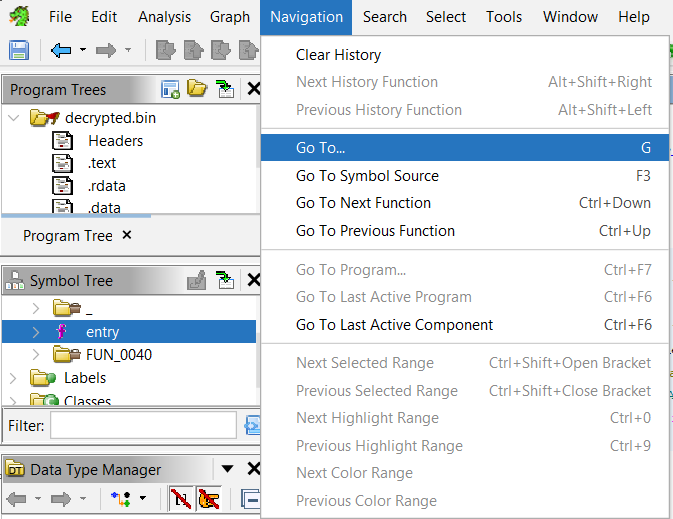 File Edit Analysis Graph Navigation Search Select Tools Window Help
Program Trees
decrypted.bin
Headers
.text
.rdata
.data
Program Tree
Symbol Tree
_
entry
FUN_0040
Labels
Classes
Filter:
Data Type Manager
Clear History
Next History Function Alt+Shift+Right
Previous History Function Alt+Shift+Left
Go To... G
Go To Symbol Source F3
Go To Next Function Ctrl+Down
Go To Previous Function Ctrl+Up
Go To Program... Ctrl+F7
Go To Last Active Program Ctrl+F6
Go To Last Active Component Ctrl+F6
Next Selected Range Ctrl+Shift+Open Bracket
Previous Selected Range Ctrl+Shift+Close Bracket
Next Highlight Range Ctrl+0
Previous Highlight Range Ctrl+9
Next Color Range
Previous Color Range